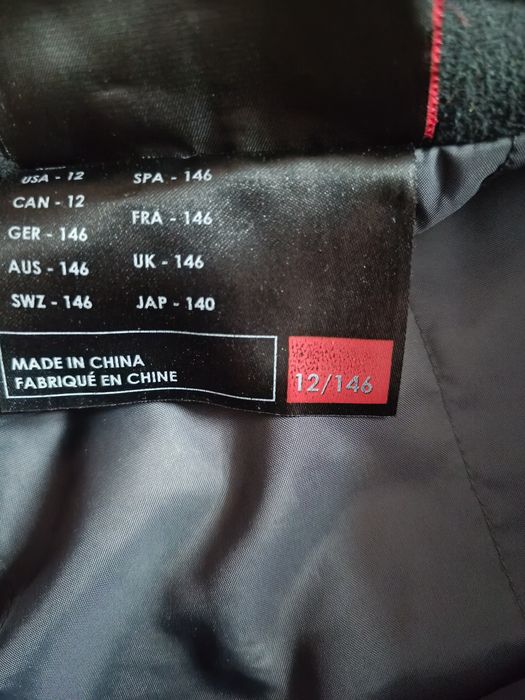 USA - 12 SPA - 146
CAN - 12 FRA - 146
GER - 146
AUS - 146 UK - 146
SWZ - 146 JAP - 140
MADE IN CHINA
FABRIQUÉ EN CHINE
12/146